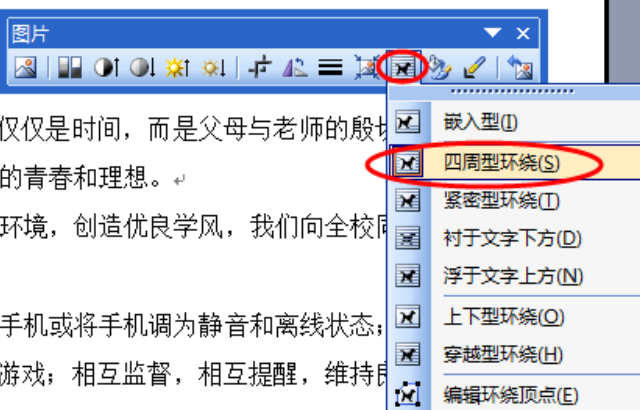 图片
仅仅是时间，而是父母与老师的殷切
嵌入型(I)
四周型环绕(S)
的青春和理想。
紧密型环绕(T)
环境，创造优良学风，我们向全校同
衬于文字下方(D)
浮于文字上方(N)
手机或将手机调为静音和离线状态；
上下型环绕(O)
穿越型环绕(H)
游戏；相互监督，相互提醒，维持良
编辑环绕顶点(E)